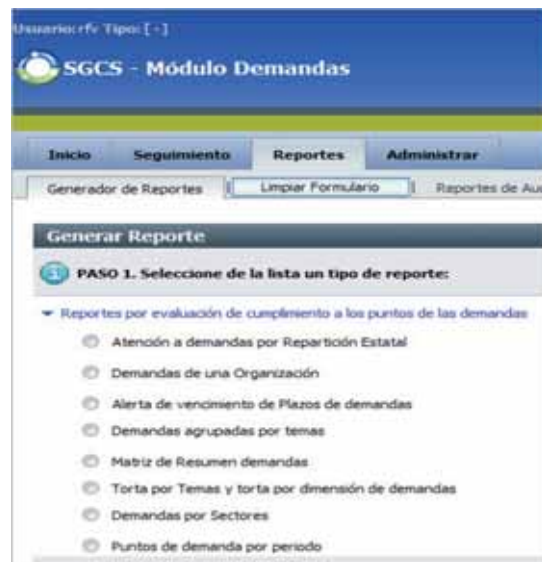 Usuario: rfv Tipo: [ - ]
SGCS - Módulo Demandas
Inicio Seguimiento Reportes Administrar
Generador de Reportes Limpiar Formulario Reportes de Au
Generar Reporte
PASO 1. Seleccione de la lista un tipo de reporte:
Reportes por evaluación de cumplimiento a los puntos de las demandas
Atención a demandas por Repartición Estatal
Demandas de una Organización
Alerta de vencimiento de Plazos de demandas
Demandas agrupadas por temas
Matriz de Resumen demandas
Torta por Temas y torta por dimensión de demandas
Demandas por Sectores
Puntos de demanda por periodo